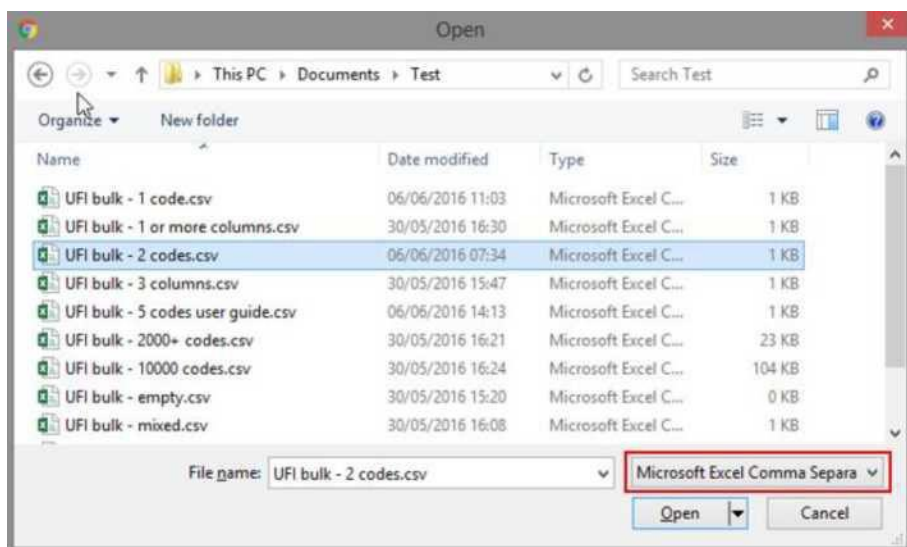 Open
This PC Documents Test Search Test
Organize New folder
Name Date modified Type Size
UFI bulk - 1 code.csv 06/06/2016 11:03 Microsoft Excel C... 1 KB
UFI bulk - 1 or more columns.csv 30/05/2016 16:30 Microsoft Excel C... 1 KB
UFI bulk - 2 codes.csv 06/06/2016 07:34 Microsoft Excel C... 1 KB
UFI bulk - 3 columns.csv 30/05/2016 15:47 Microsoft Excel C... 1 KB
UFI bulk - 5 codes user guide.csv 06/06/2016 14:13 Microsoft Excel C... 1 KB
UFI bulk - 2000+ codes.csv 30/05/2016 16:21 Microsoft Excel C... 23 KB
UFI bulk - 10000 codes.csv 30/05/2016 16:24 Microsoft Excel C... 104 KB
UFI bulk - empty.csv 30/05/2016 15:20 Microsoft Excel C... 0 KB
UFI bulk - mixed.csv 30/05/2016 16:08 Microsoft Excel C... 1 KB
File name: UFI bulk - 2 codes.csv Microsoft Excel Comma Separa
Open Cancel